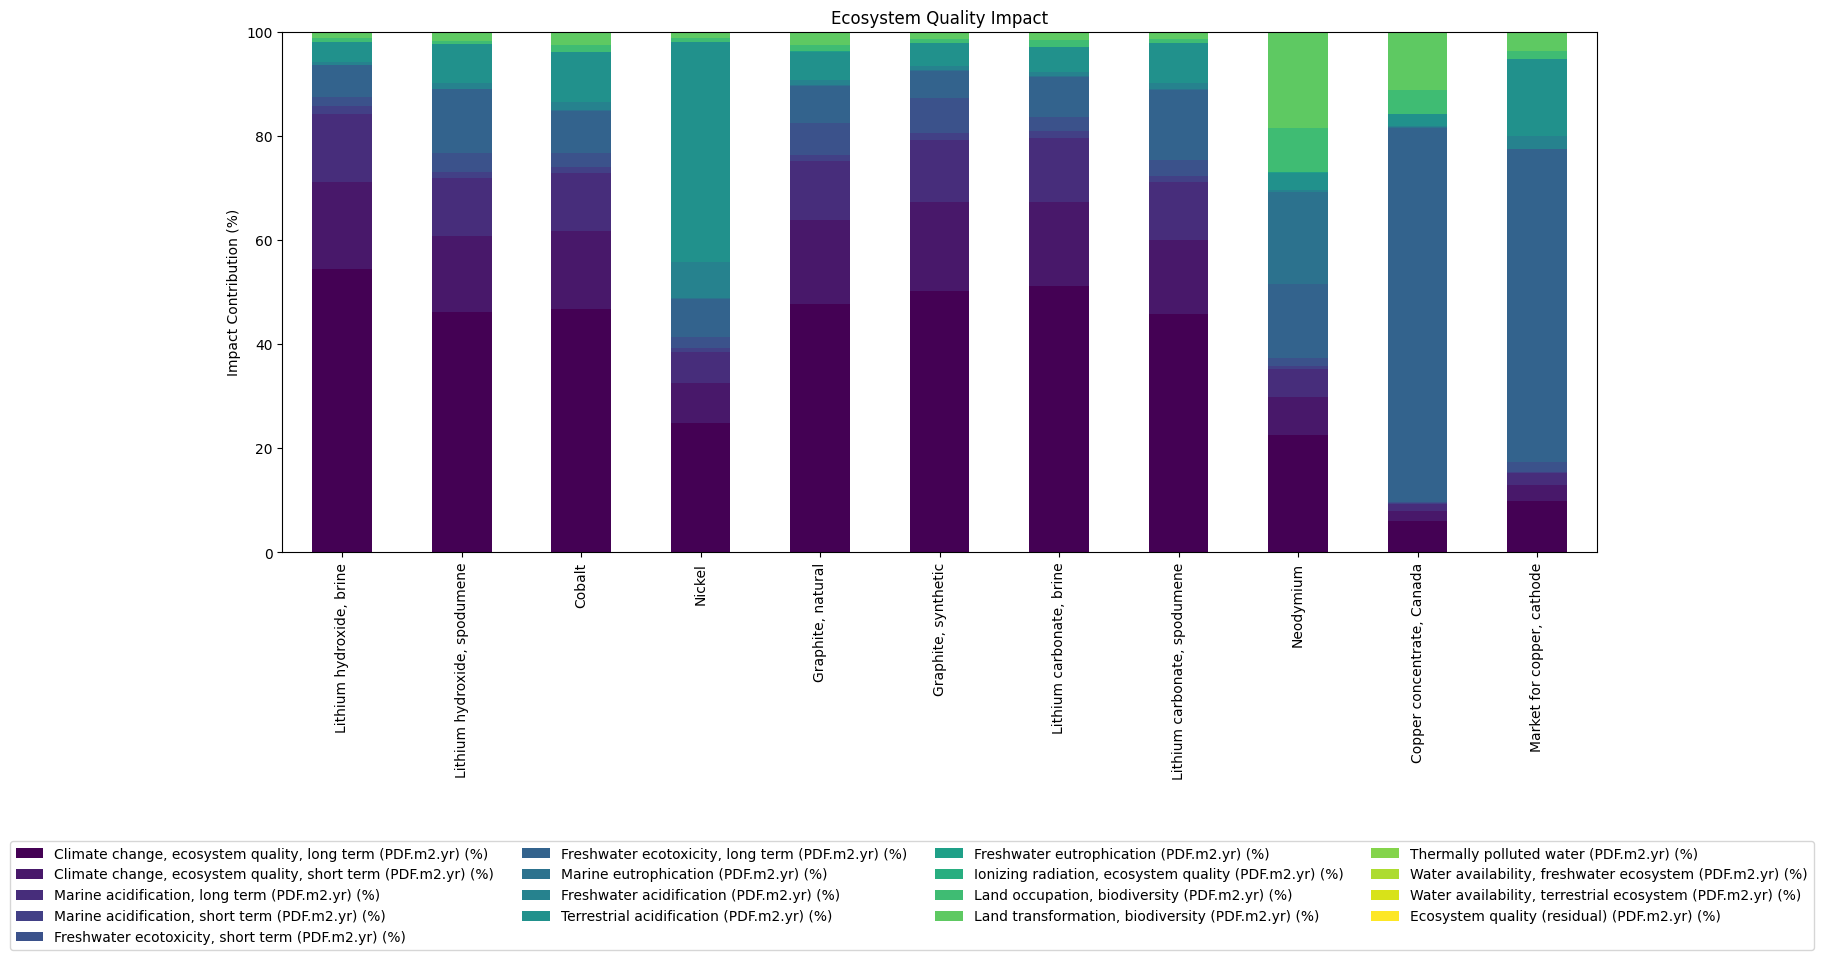 Ecosystem Quality Impact
Impact Contribution (%)
100
80
60
40
20
0
Lithium hydroxide, brine
Lithium hydroxide, spodumene
Cobalt
Nickel
Graphite, natural
Graphite, synthetic
Lithium carbonate, brine
Lithium carbonate, spodumene
Neodymium
Copper concentrate, Canada
Market for copper, cathode
Climate change, ecosystem quality, long term (PDF.m2.yr) (%)
Climate change, ecosystem quality, short term (PDF.m2.yr) (%)
Marine acidification, long term (PDF.m2.yr) (%)
Marine acidification, short term (PDF.m2.yr) (%)
Freshwater ecotoxicity, short term (PDF.m2.yr) (%)
Freshwater ecotoxicity, long term (PDF.m2.yr) (%)
Marine eutrophication (PDF.m2.yr) (%)
Freshwater acidification (PDF.m2.yr) (%)
Terrestrial acidification (PDF.m2.yr) (%)
Freshwater eutrophication (PDF.m2.yr) (%)
Ionizing radiation, ecosystem quality (PDF.m2.yr) (%)
Land occupation, biodiversity (PDF.m2.yr) (%)
Land transformation, biodiversity (PDF.m2.yr) (%)
Thermally polluted water (PDF.m2.yr) (%)
Water availability, freshwater ecosystem (PDF.m2.yr) (%)
Water availability, terrestrial ecosystem (PDF.m2.yr) (%)
Ecosystem quality (residual) (PDF.m2.yr) (%)